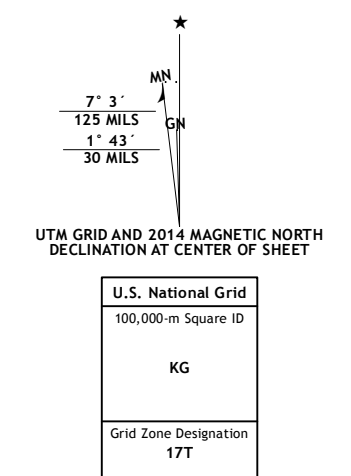 ★
MN
7° 3´
125 MILS
GN
1° 43´
30 MILS
UTM GRID AND 2014 MAGNETIC NORTH
DECLINATION AT CENTER OF SHEET
U.S. National Grid
100,000-m Square ID
KG
Grid Zone Designation
17T